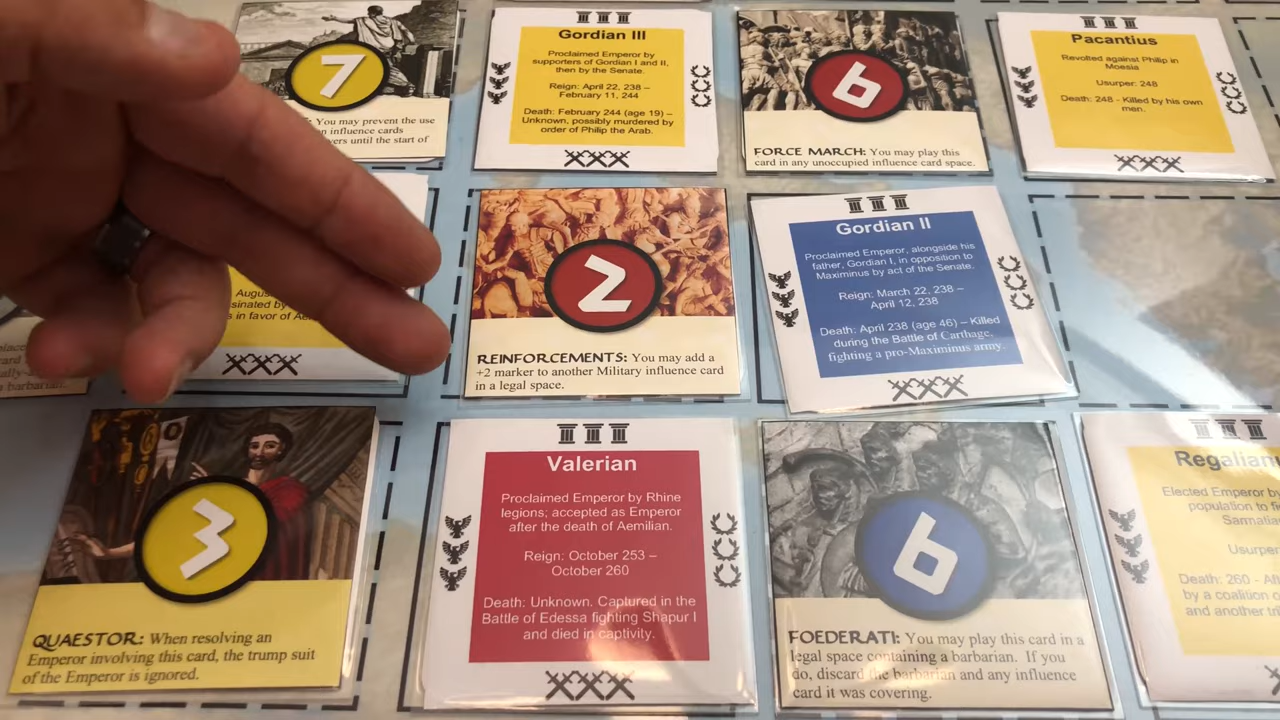 7
You may prevent the use
influence cards
until the start of
Gordian III
Proclaimed Emperor by
supporters of Gordian I and II,
then by the Senate.
Reign: April 22, 238 –
February 11, 244
Death: February 244 (age 19) –
Unknown, possibly murdered by
order of Philip the Arab.
6
FORCE MARCH: You may play this
card in any unoccupied influence card space.
Pacantius
Revolted against Philip in
Moesia
Usurper: 248
Death: 248 - Killed by his own
men.
August
in favor of
2
REINFORCEMENTS: You may add a
+2 marker to another Military influence card
in a legal space.
Gordian II
Proclaimed Emperor, alongside his
father, Gordian I, in opposition to
Maximinus by act of the Senate.
Reign: March 22, 238 –
April 12, 238
Death: April 238 (age 46) – Killed
during the Battle of Carthage,
fighting a pro-Maximinus army.
a barbarian.
3
QUAESTOR: When resolving an
Emperor involving this card, the trump suit
of the Emperor is ignored.
Valerian
Proclaimed Emperor by Rhine
legions; accepted as Emperor
after the death of Aemilian.
Reign: October 253 –
October 260
Death: Unknown. Captured in the
Battle of Edessa fighting Shapur I
and died in captivity.
6
FOEDERATI: You may play this card in a
legal space containing a barbarian. If you
do, discard the barbarian and any influence
card it was covering.
Elected Emperor by
population to
Usurper
Death: 260 -
by a coalition
and another